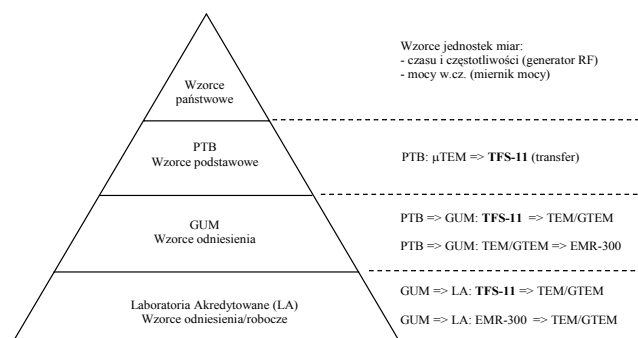 Wzorce jednostek miar:
- czasu i częstotliwości (generator RF)
- mocy w.cz. (miernik mocy)
Wzorce
państwowe
PTB
Wzorce podstawowe
PTB: μTEM => TFS-11 (transfer)
GUM
Wzorce odniesienia
PTB => GUM: TFS-11 => TEM/GTEM
PTB => GUM: TEM/GTEM => EMR-300
Laboratoria Akredytowane (LA)
Wzorce odniesienia/robocze
GUM => LA: TFS-11 => TEM/GTEM
GUM => LA: EMR-300 => TEM/GTEM